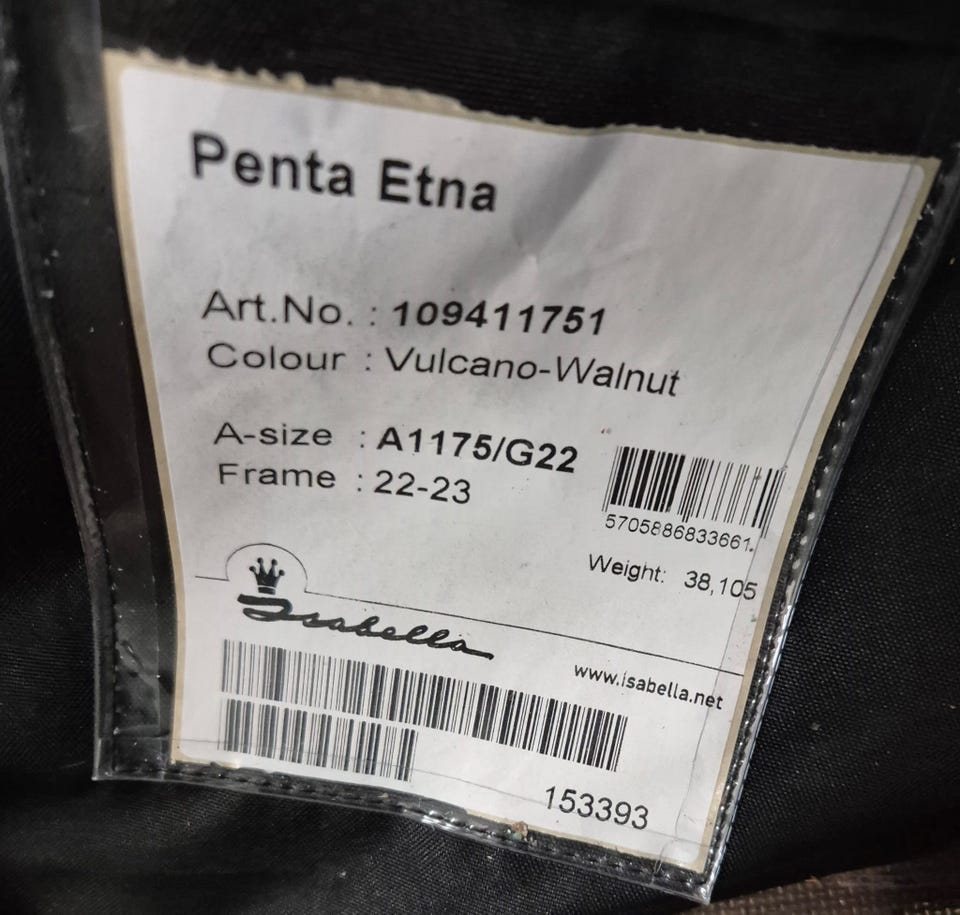 Penta Etna
Art.No. : 109411751
Colour : Vulcano-Walnut
A-size : A1175/G22
Frame : 22-23
5705886833661
Weight: 38,105
Isabella
www.isabella.net
153393